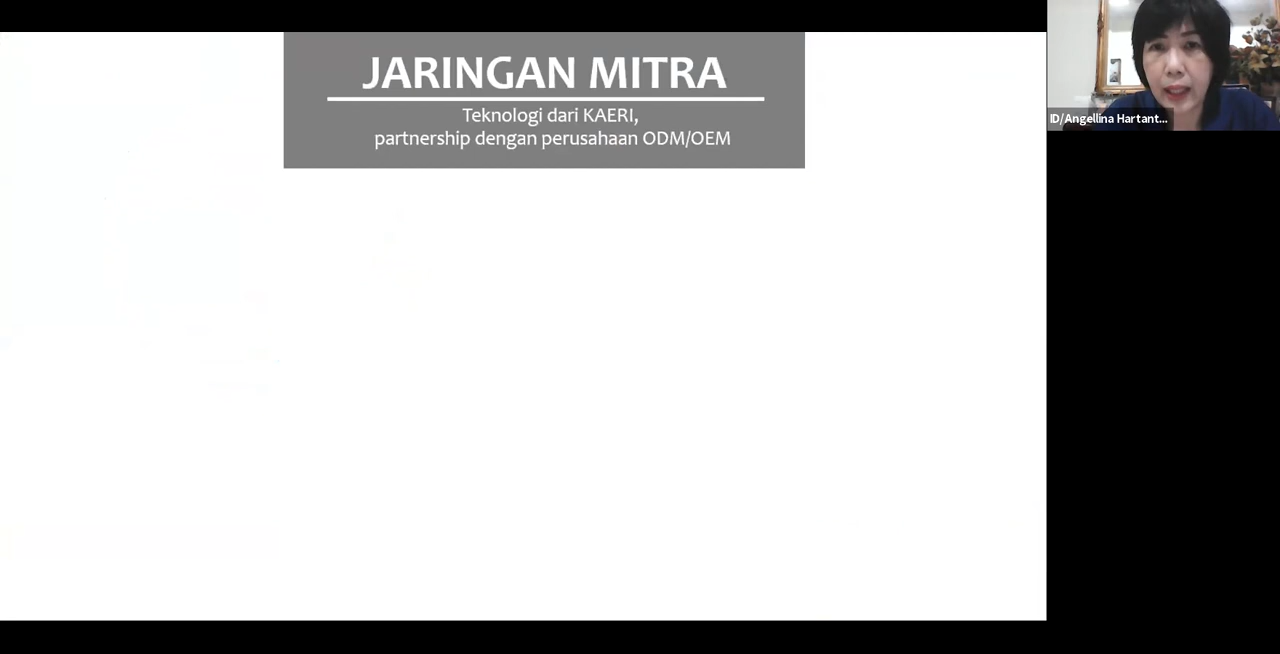 JARINGAN MITRA
Teknologi dari KAERI,
partnership dengan perusahaan ODM/OEM
ID/Angellina Hartant...